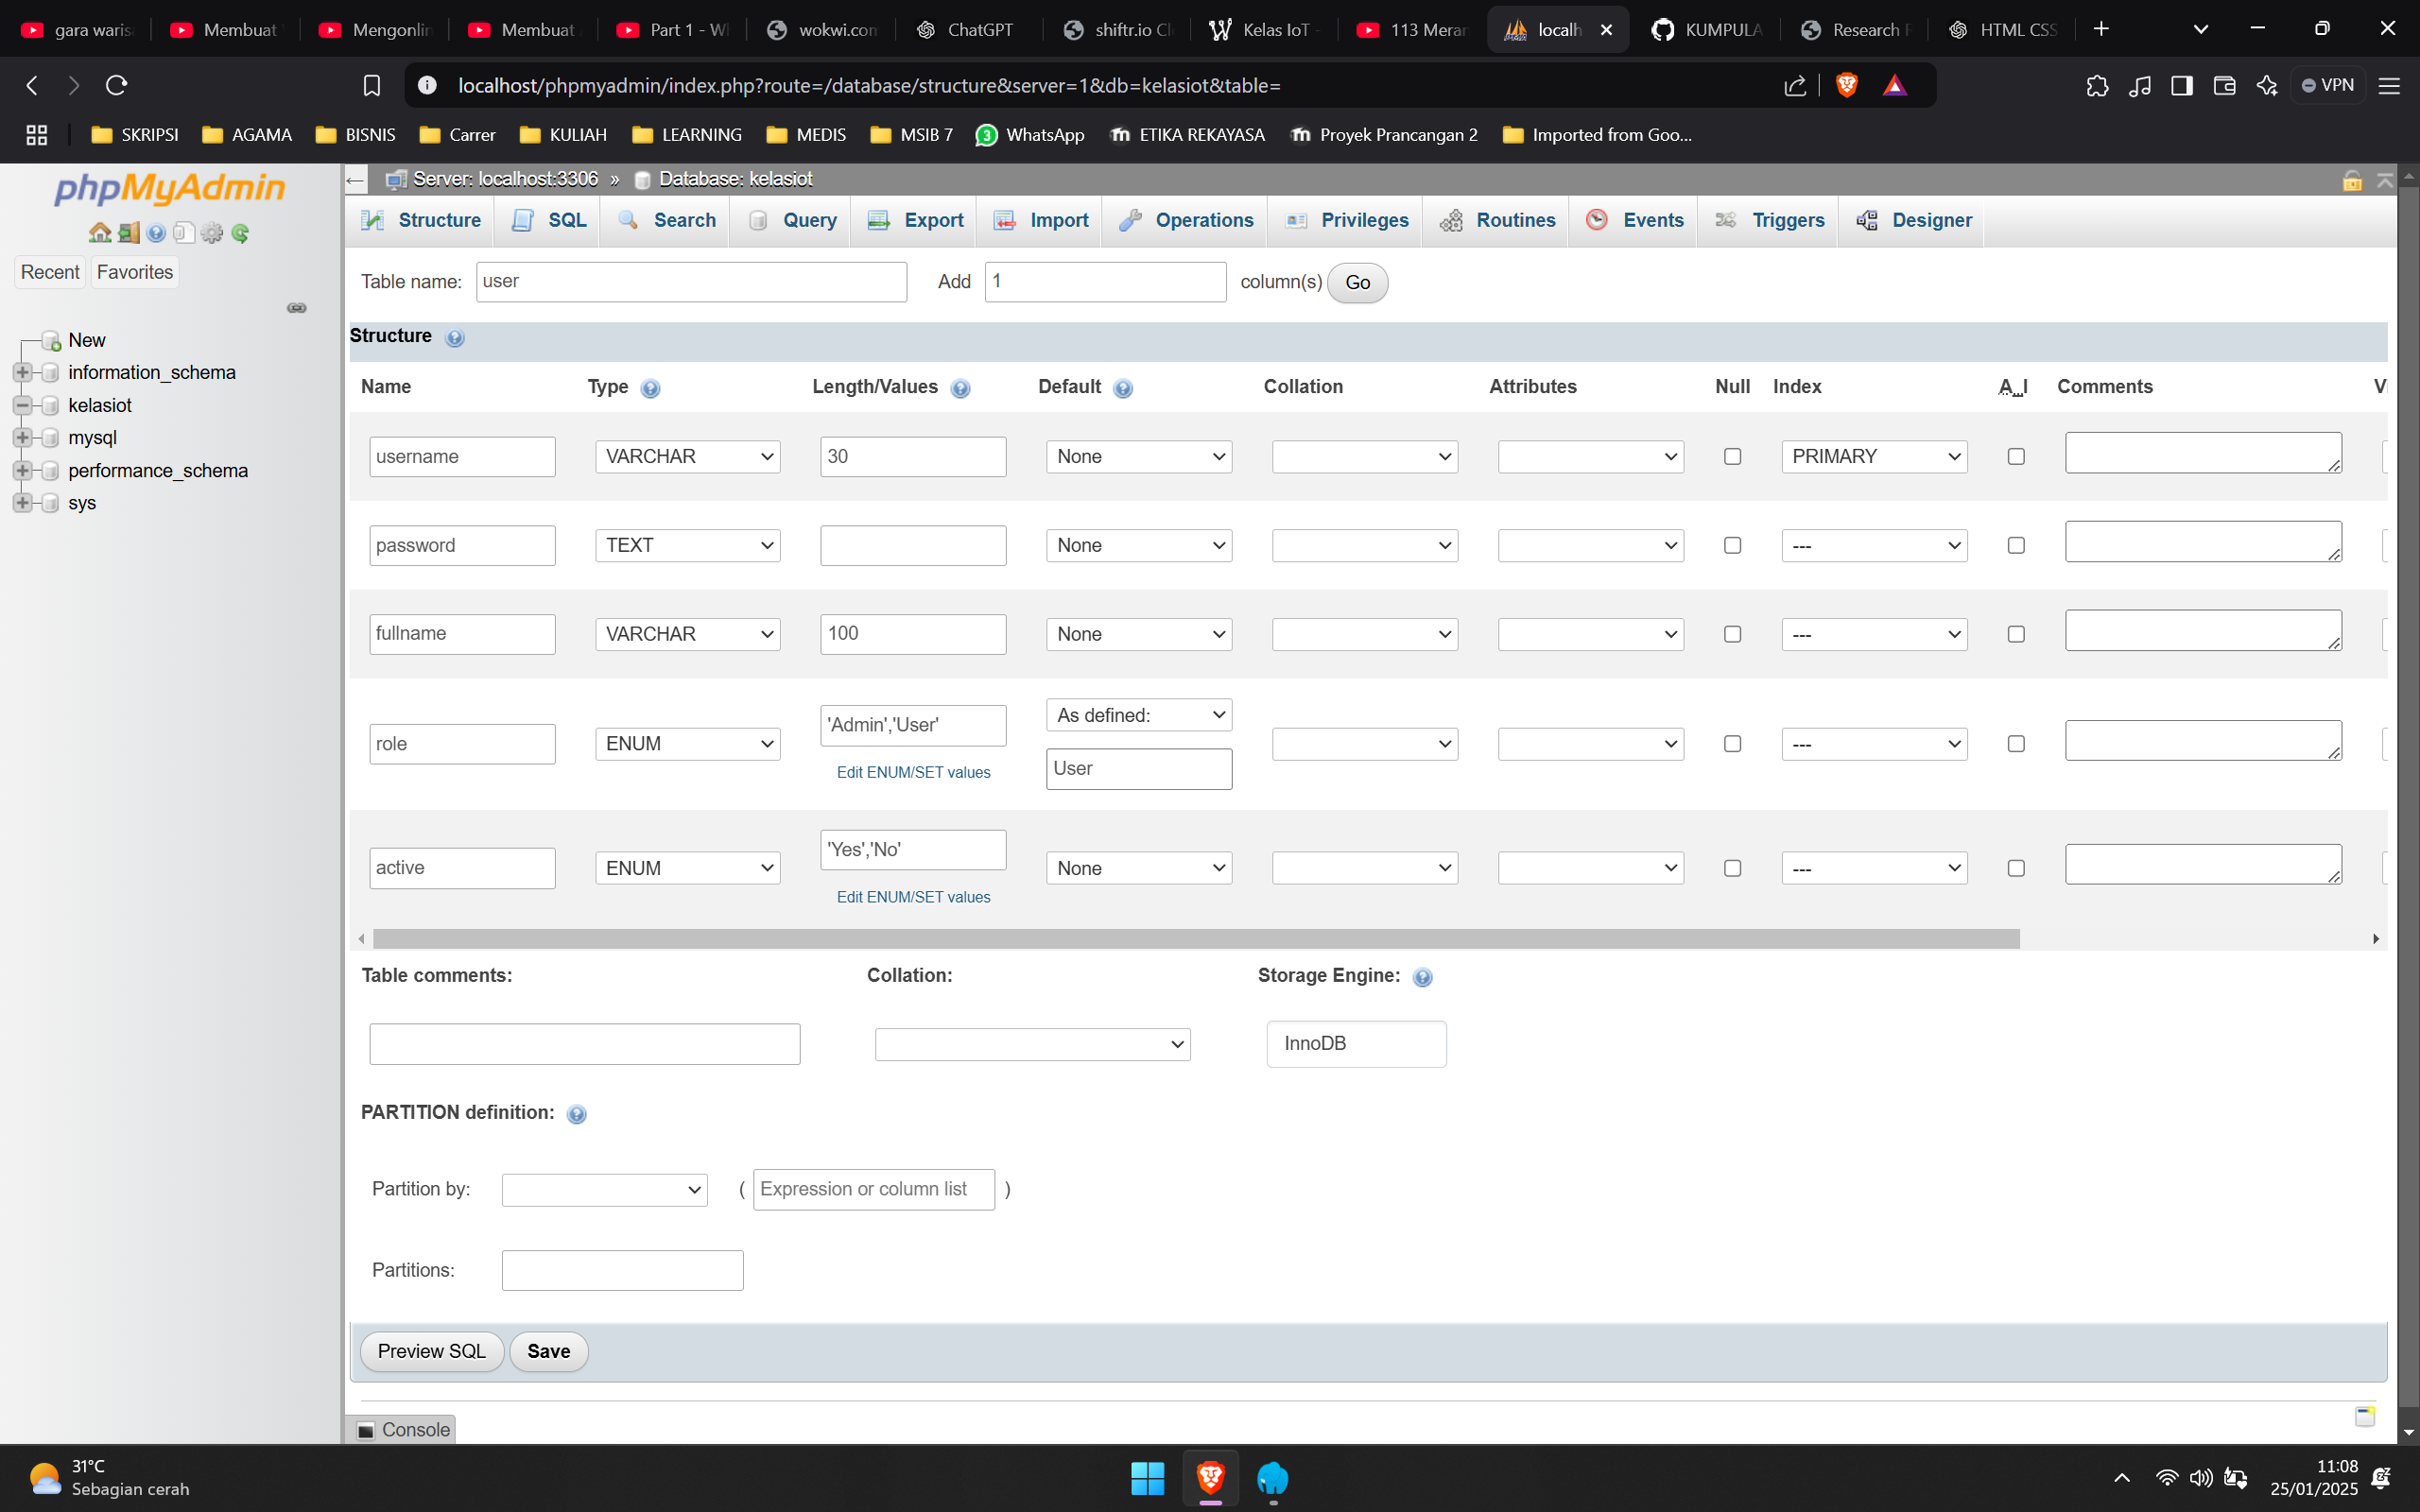 gara waris
Membuat
Mengonlin
Membuat
Part 1 - W
wokwi.com
ChatGPT
shiftr.io Cl
Kelas IoT -
113 Meran
localh
KUMPULA
Research
HTML CSS
localhost/phpmyadmin/index.php?route=/database/structure&server=1&db=kelasiot&table=
VPN
SKRIPSI
AGAMA
BISNIS
Carrer
KULIAH
LEARNING
MEDIS
MSIB 7
3 WhatsApp
ETIKA REKAYASA
Proyek Prancangan 2
Imported from Goo...
phpMyAdmin
Recent Favorites
New
information_schema
kelasiot
mysql
performance_schema
sys
Server: localhost:3306 » Database: kelasiot
Structure SQL Search Query Export Import Operations Privileges Routines Events Triggers Designer
Table name: user Add 1 column(s) Go
Structure
Name Type Length/Values Default Collation Attributes Null Index A_I Comments Vi
username VARCHAR 30 None PRIMARY
password TEXT None ---
fullname VARCHAR 100 None ---
role ENUM 'Admin','User' As defined: ---
Edit ENUM/SET values User
active ENUM 'Yes','No' None ---
Edit ENUM/SET values
Table comments: Collation: Storage Engine:
InnoDB
PARTITION definition:
Partition by: ( Expression or column list )
Partitions:
Preview SQL Save
Console
31°C
Sebagian cerah
11:08
25/01/2025